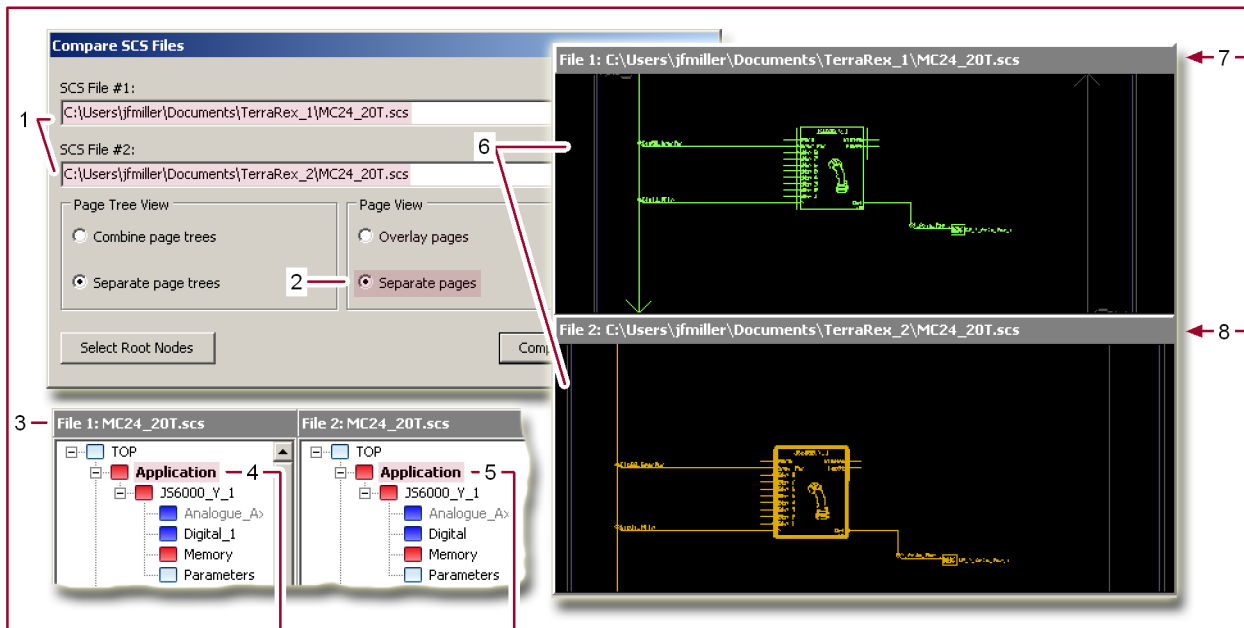 Compare SCS Files
SCS File #1:
C:\Users\jfmiller\Documents\TerraRex_1\MC24_20T.scs
1
SCS File #2:
C:\Users\jfmiller\Documents\TerraRex_2\MC24_20T.scs
Page Tree View
Combine page trees
Separate page trees
Page View
Overlay pages
2
Separate pages
Select Root Nodes
Comp
File 1: C:\Users\jfmiller\Documents\TerraRex_1\MC24_20T.scs
7
6
File 2: C:\Users\jfmiller\Documents\TerraRex_2\MC24_20T.scs
8
3
File 1: MC24_20T.scs
TOP
Application
4
JS6000_Y_1
Analogue_A
Digital_1
Memory
Parameters
File 2: MC24_20T.scs
TOP
Application
5
JS6000_Y_1
Analogue_A
Digital
Memory
Parameters